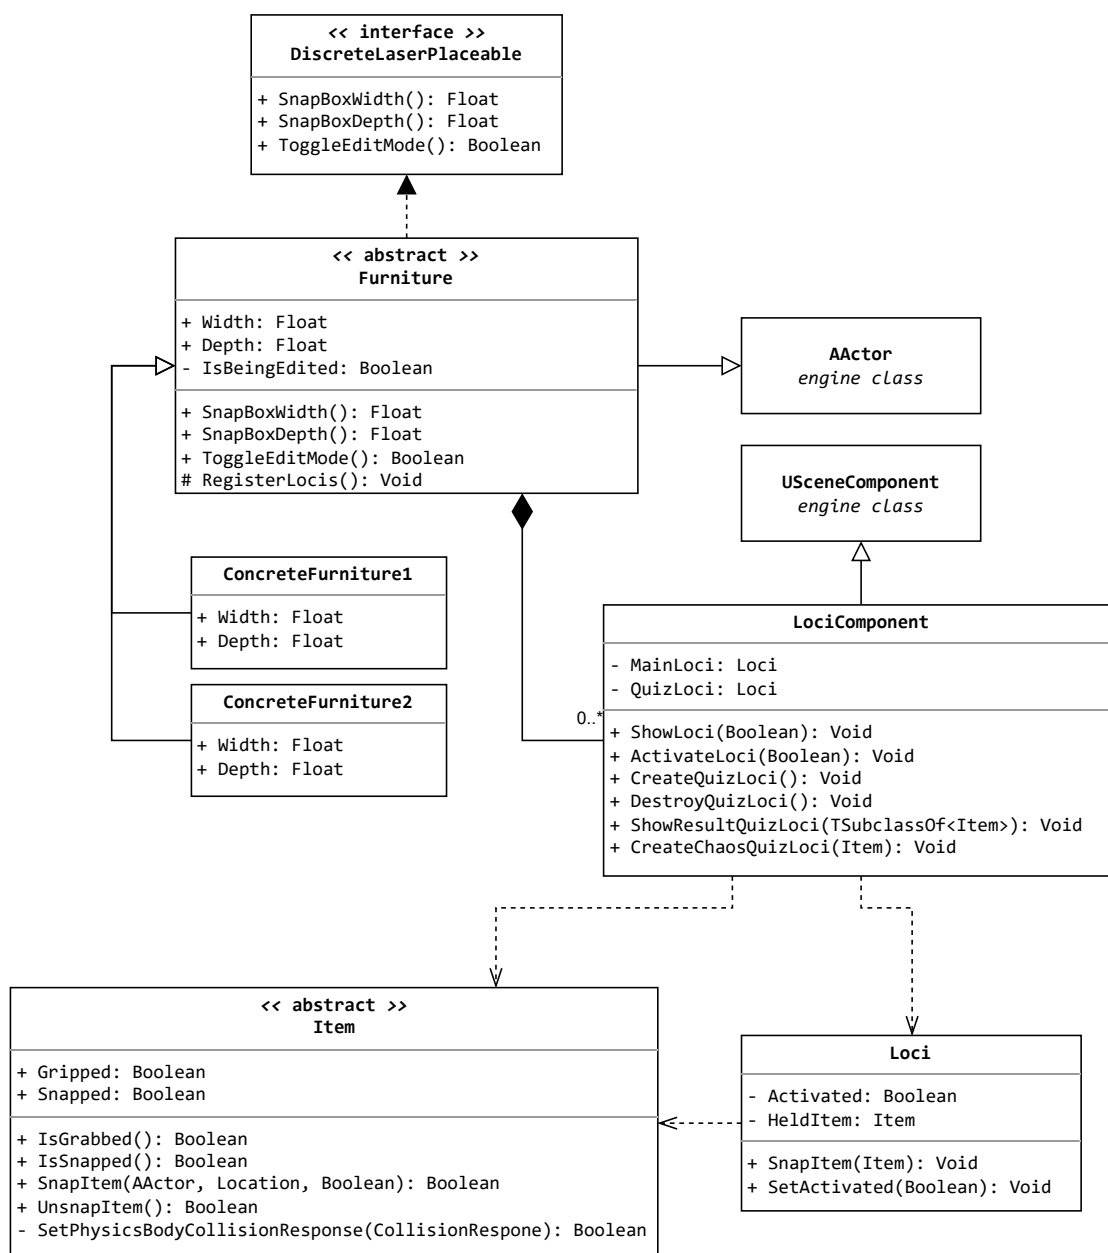 << interface >>
DiscreteLaserPlaceable
+ SnapBoxWidth(): Float
+ SnapBoxDepth(): Float
+ ToggleEditMode(): Boolean
<< abstract >>
Furniture
+ Width: Float
+ Depth: Float
- IsBeingEdited: Boolean
+ SnapBoxWidth(): Float
+ SnapBoxDepth(): Float
+ ToggleEditMode(): Boolean
# RegisterLocis(): Void
AActor
engine class
USceneComponent
engine class
ConcreteFurniture1
+ Width: Float
+ Depth: Float
ConcreteFurniture2
+ Width: Float
+ Depth: Float
0..*
LociComponent
- MainLoci: Loci
- QuizLoci: Loci
+ ShowLoci(Boolean): Void
+ ActivateLoci(Boolean): Void
+ CreateQuizLoci(): Void
+ DestroyQuizLoci(): Void
+ ShowResultQuizLoci(TSubclassOf<Item>): Void
+ CreateChaosQuizLoci(Item): Void
<< abstract >>
Item
+ Gripped: Boolean
+ Snapped: Boolean
+ IsGrabbed(): Boolean
+ IsSnapped(): Boolean
+ SnapItem(AActor, Location, Boolean): Boolean
+ UnsnapItem(): Boolean
- SetPhysicsBodyCollisionResponse(CollisionRespone): Boolean
Loci
- Activated: Boolean
- HeldItem: Item
+ SnapItem(Item): Void
+ SetActivated(Boolean): Void